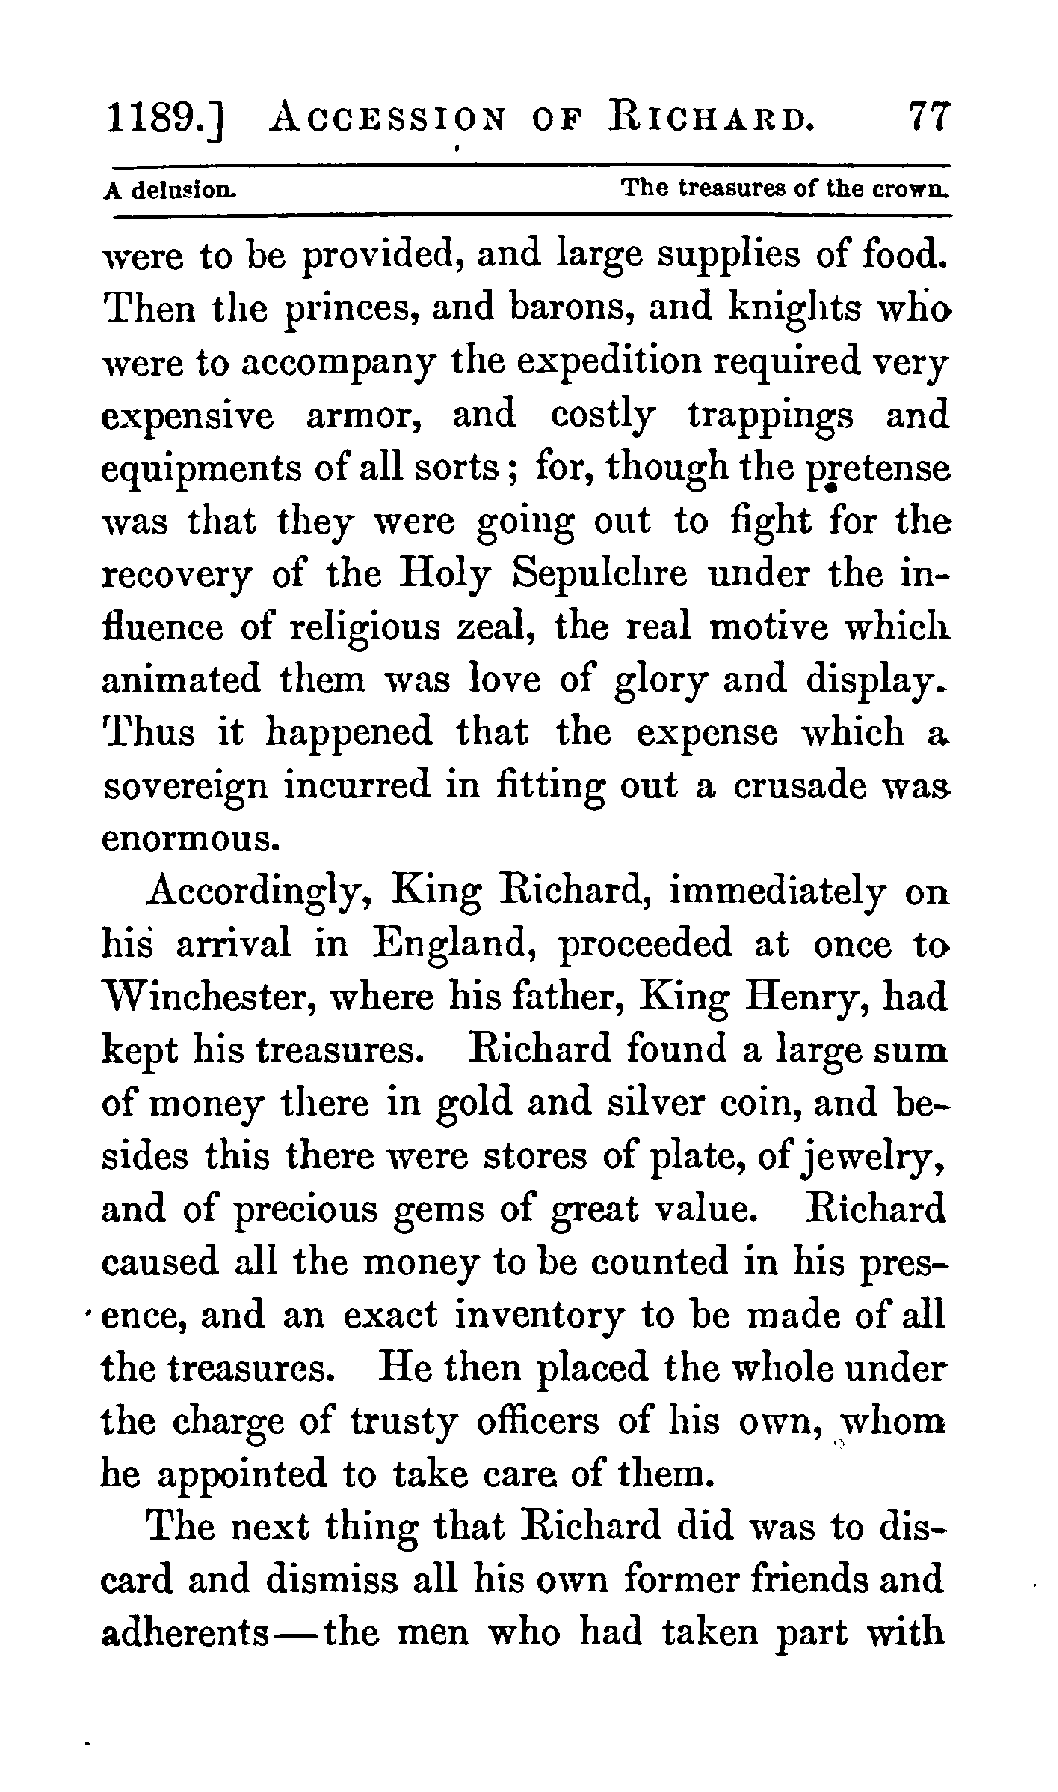 1189.] ACCESSION OF RICHARD. 77
A delusion. The treasures of the crown.
were to be provided, and large supplies of food.
Then the princes, and barons, and knights who
were to accompany the expedition required very
expensive armor, and costly trappings and
equipments of all sorts; for, though the pretense
was that they were going out to fight for the
recovery of the Holy Sepulchre under the in-
fluence of religious zeal, the real motive which
animated them was love of glory and display.
Thus it happened that the expense which a
sovereign incurred in fitting out a crusade was
enormous.
Accordingly, King Richard, immediately on
his arrival in England, proceeded at once to
Winchester, where his father, King Henry, had
kept his treasures. Richard found a large sum
of money there in gold and silver coin, and be-
sides this there were stores of plate, of jewelry,
and of precious gems of great value. Richard
caused all the money to be counted in his pres-
ence, and an exact inventory to be made of all
the treasures. He then placed the whole under
the charge of trusty officers of his own, whom
he appointed to take care of them.
The next thing that Richard did was to dis-
card and dismiss all his own former friends and
adherents—the men who had taken part with